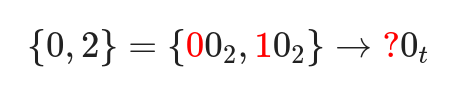 {0, 2} = {00₂, 10₂} → ?0ₜ